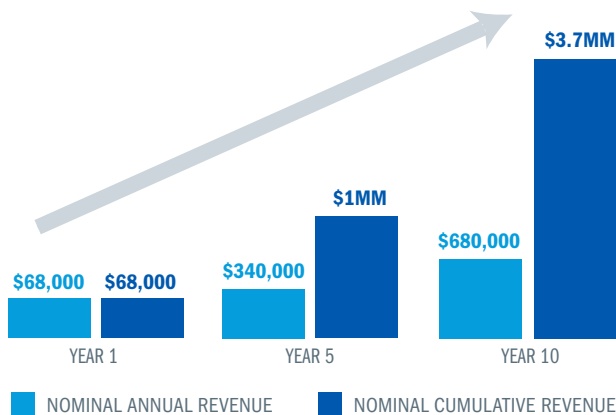 $3.7MM
$1MM
$680,000
$68,000 $68,000 $340,000
YEAR 1 YEAR 5 YEAR 10
NOMINAL ANNUAL REVENUE NOMINAL CUMULATIVE REVENUE